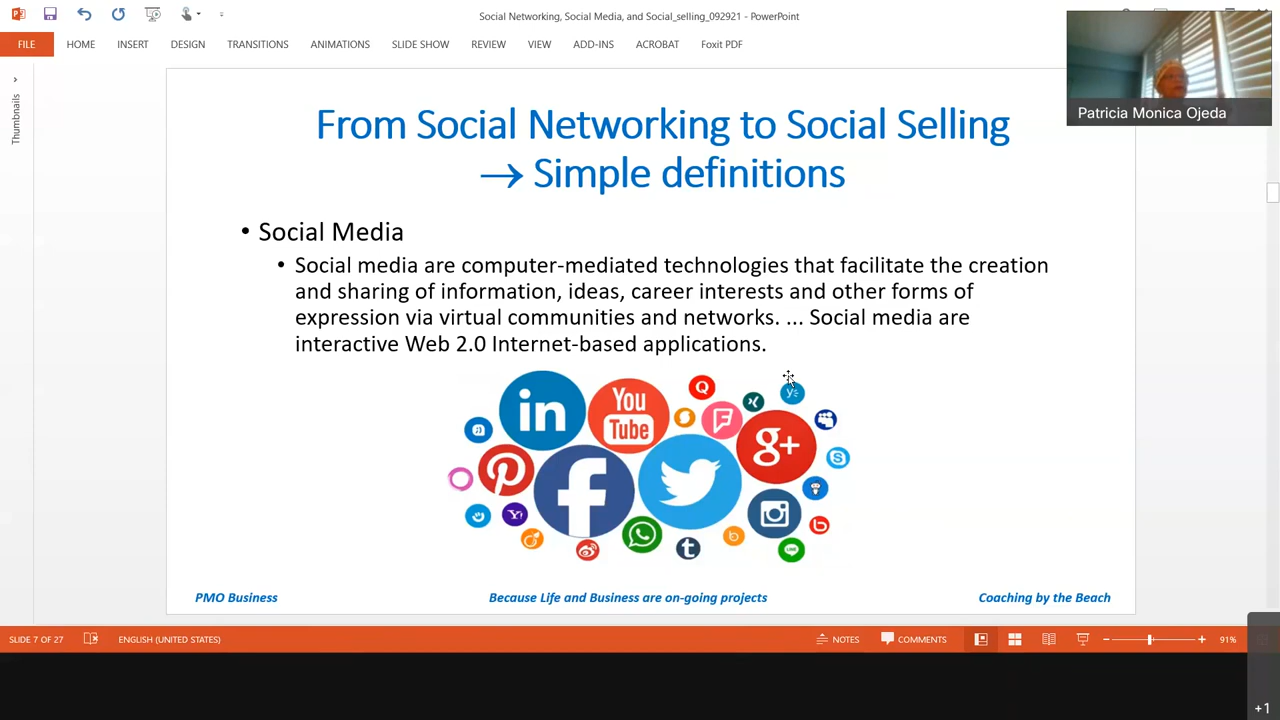 Social Networking, Social Media, and Social_selling_092921 - PowerPoint
FILE
HOME
INSERT
DESIGN
TRANSITIONS
ANIMATIONS
SLIDE SHOW
REVIEW
VIEW
ADD-INS
ACROBAT
Foxit PDF
Patricia Monica Ojeda
Thumbnails
From Social Networking to Social Selling
→ Simple definitions
• Social Media
• Social media are computer-mediated technologies that facilitate the creation
and sharing of information, ideas, career interests and other forms of
expression via virtual communities and networks. ... Social media are
interactive Web 2.0 Internet-based applications.
in
You
Tube
Q
g+
f
t
B
LINE
PMO Business
Because Life and Business are on-going projects
Coaching by the Beach
SLIDE 7 OF 27
ENGLISH (UNITED STATES)
NOTES
COMMENTS
91%
+1